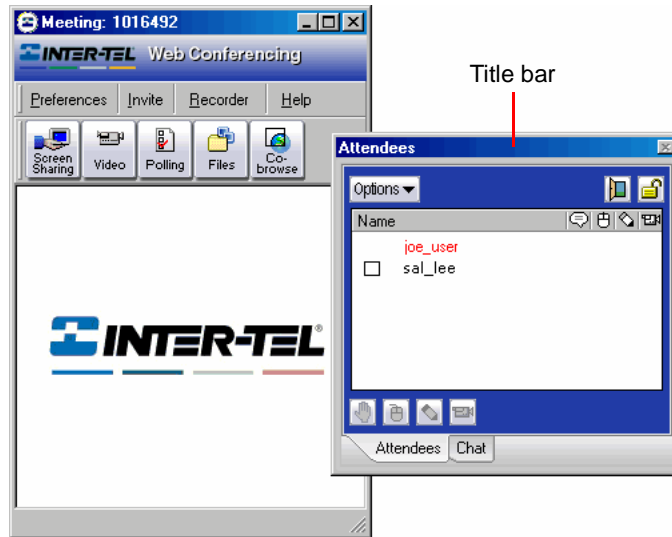 Meeting: 1016492
INTER-TEL Web Conferencing
Preferences Invite Recorder Help
Screen Sharing
Video
Polling
Files
Co-browse
INTER-TEL®
Title bar
Attendees
Options
Name
joe_user
sal_lee
Attendees Chat